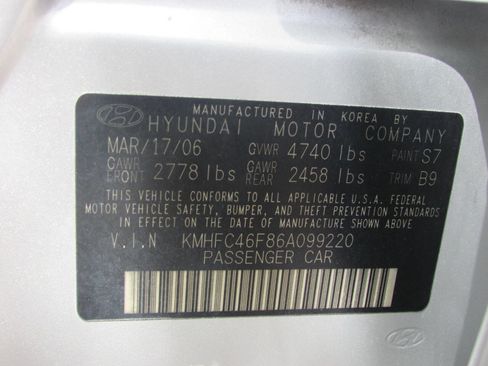 MANUFACTURED IN KOREA BY
HYUNDAI MOTOR COMPANY
MAR/17/06 GVWR 4740 lbs PAINT S7
GAWR FRONT 2778 lbs GAWR REAR 2458 lbs TRIM B9
THIS VEHICLE CONFORMS TO ALL APPLICABLE U.S.A. FEDERAL
MOTOR VEHICLE SAFETY, BUMPER, AND THEFT PREVENTION STANDARDS
IN EFFECT ON THE DATE OF MANUFACTURE SHOWN ABOVE.
V.I.N KMHFC46F86A099220
PASSENGER CAR